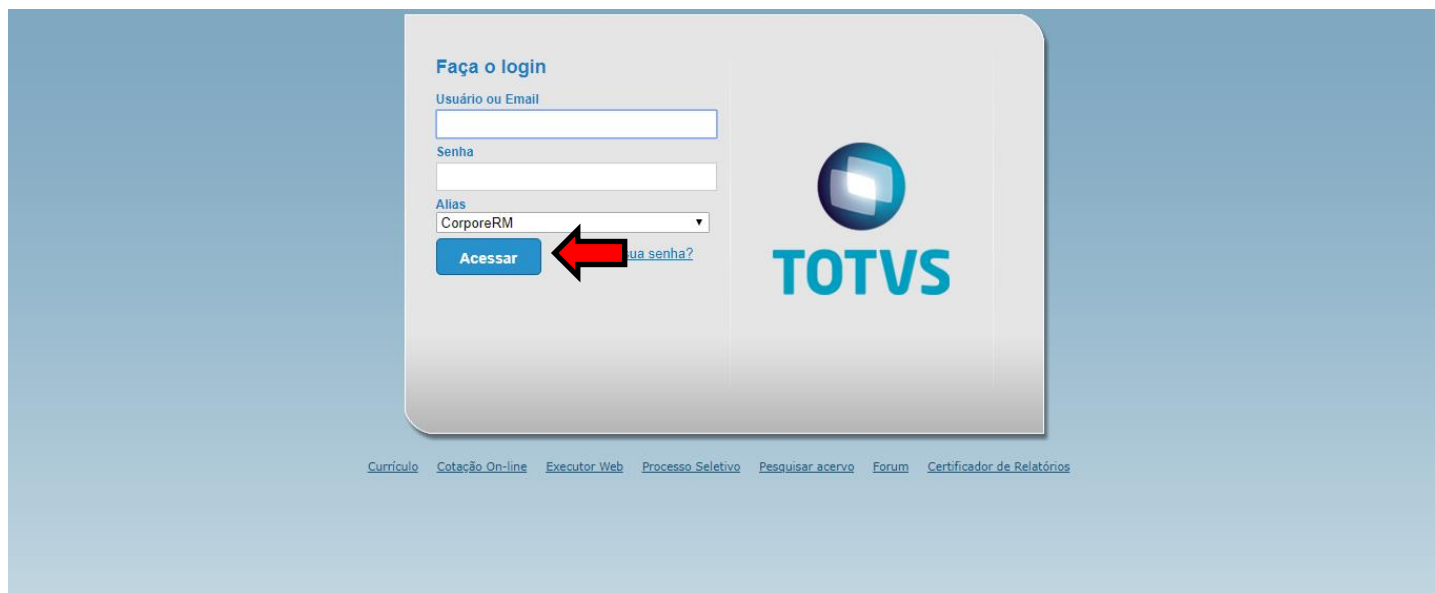 Faça o login
Usuário ou Email
Senha
Alias
CorporeRM
Acessar sua senha?
TOTVS
Currículo Cotação On-line Executor Web Processo Seletivo Pesquisar acervo Forum Certificador de Relatórios